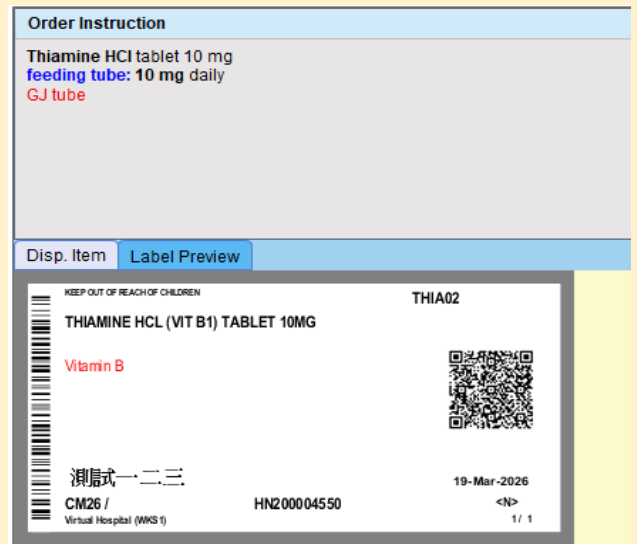 Order Instruction
Thiamine HCl tablet 10 mg
feeding tube: 10 mg daily
GJ tube
Disp. Item Label Preview
KEEP OUT OF REACH OF CHILDREN THIA02
THIAMINE HCL (VIT B1) TABLET 10MG
Vitamin B
測試一二三
19-Mar-2026
CM26 / HN200004550 <N>
Virtual Hospital (WKS1) 1/ 1